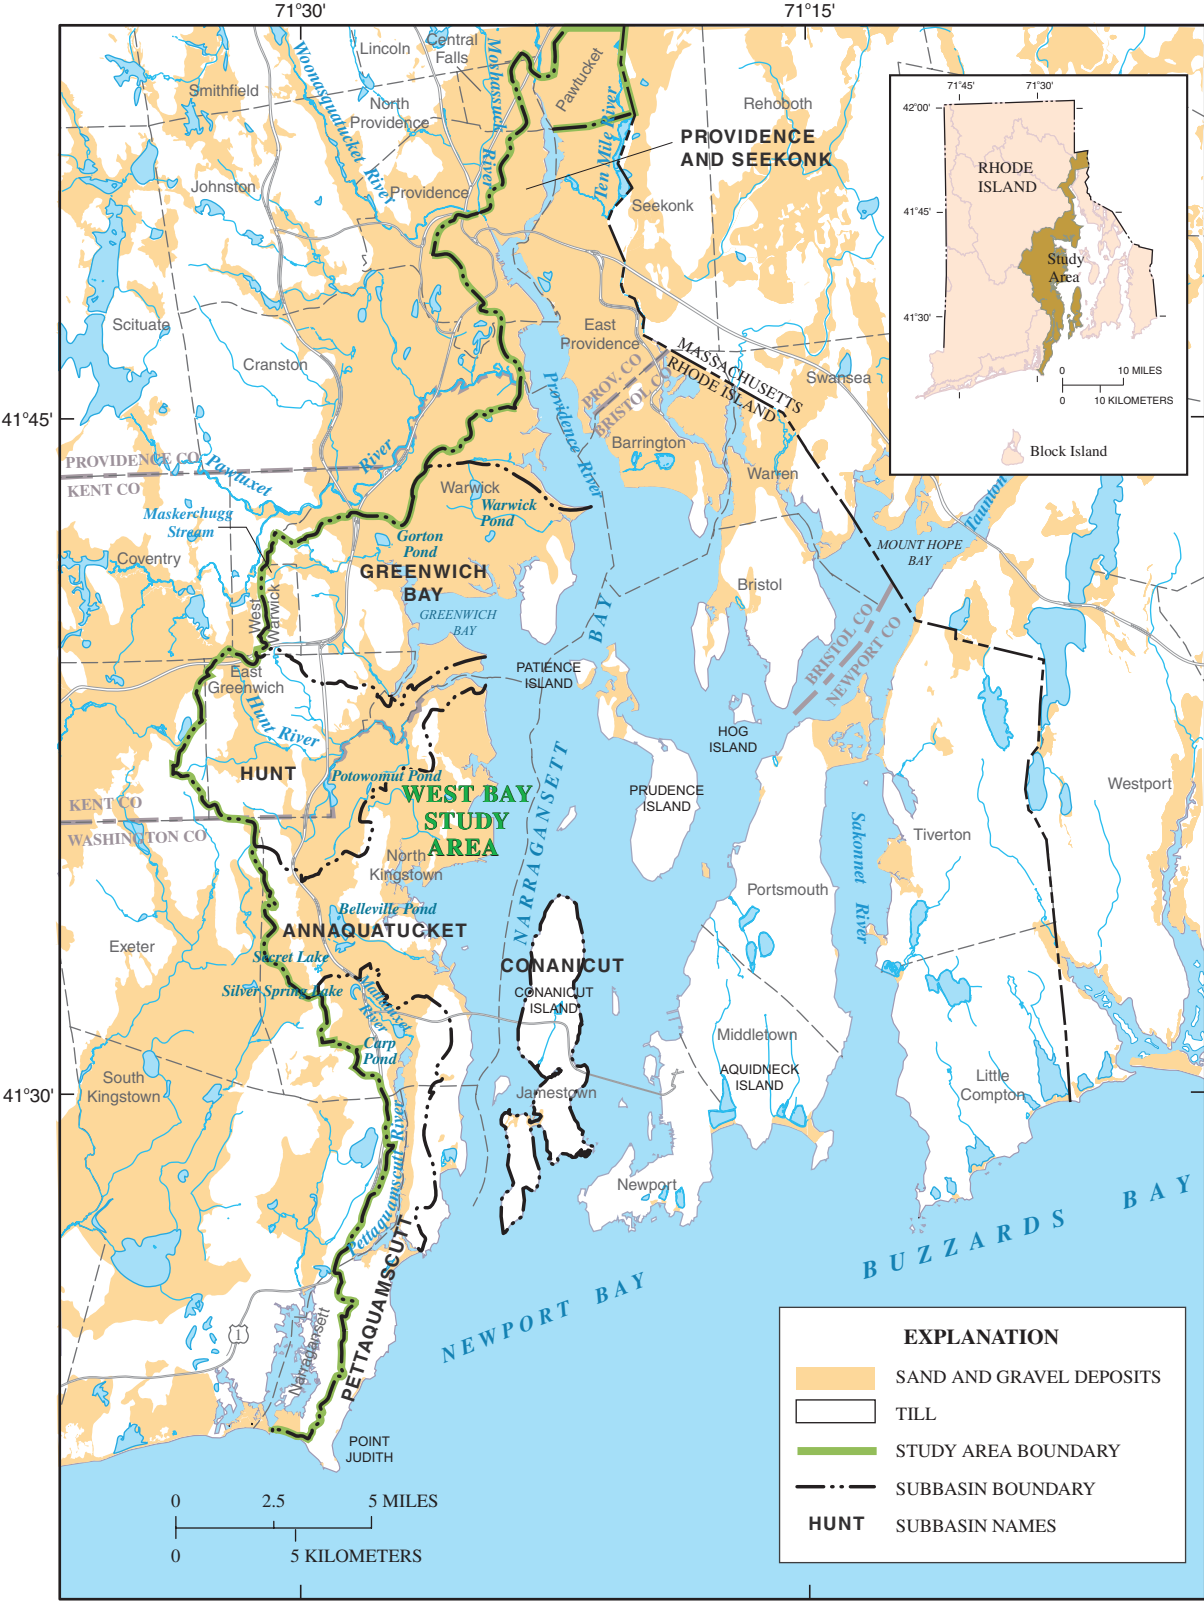 71°30'
71°15'
Lincoln
Central
Falls
Smithfield
North
Providence
Woonasquatucket River
Moshassuck
River
Pawtucket
Ten Mile River
Rehoboth
PROVIDENCE
AND SEEKONK
Johnston
Providence
Seekonk
Scituate
Cranston
East
Providence
MASSACHUSETTS
RHODE ISLAND
PROV. CO
BRISTOL CO
Swansea
Providence River
Barrington
Warren
41°45'
PROVIDENCE CO
KENT CO
Pawtuxet
River
Warwick
Warwick
Pond
Maskerchugg
Stream
Gorton
Pond
Coventry
GREENWICH
BAY
GREENWICH
BAY
West
Warwick
Taunton
MOUNT HOPE
BAY
Bristol
BRISTOL CO
NEWPORT CO
East
Greenwich
Hunt River
PATIENCE
ISLAND
HOG
ISLAND
HUNT
Potowomut Pond
PRUDENCE
ISLAND
WEST BAY
STUDY
AREA
NARRAGANSETT BAY
KENT CO
WASHINGTON CO
Westport
Tiverton
Sakonnet River
North
Kingstown
Portsmouth
Belleville Pond
ANNAQUATUCKET
Exeter
Secret Lake
Silver Spring Lake
CONANICUT
CONANICUT
ISLAND
Mattatuxet
River
Carp
Pond
Middletown
AQUIDNECK
ISLAND
South
Kingstown
41°30'
Jamestown
Little
Compton
Newport
Pettaquamscutt River
PETTAQUAMSCUTT
Narragansett
1
NEWPORT BAY
BUZZARDS BAY
POINT
JUDITH
0 2.5 5 MILES
0 5 KILOMETERS
71°45' 71°30'
42°00'
RHODE
ISLAND
41°45'
Study
Area
41°30'
0 10 MILES
0 10 KILOMETERS
Block Island
EXPLANATION
SAND AND GRAVEL DEPOSITS
TILL
STUDY AREA BOUNDARY
SUBBASIN BOUNDARY
HUNT SUBBASIN NAMES